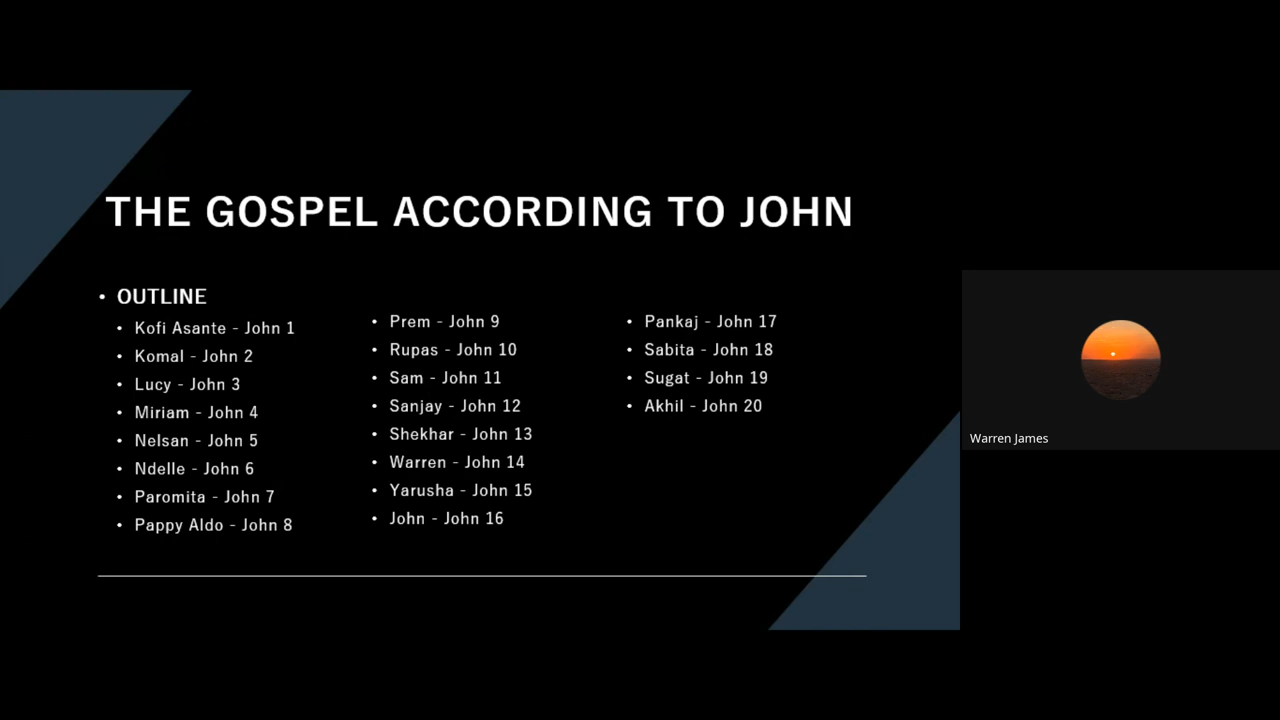 THE GOSPEL ACCORDING TO JOHN
• OUTLINE
• Kofi Asante - John 1
• Komal - John 2
• Lucy - John 3
• Miriam - John 4
• Nelsan - John 5
• Ndelle - John 6
• Paromita - John 7
• Pappy Aldo - John 8
• Prem - John 9
• Rupas - John 10
• Sam - John 11
• Sanjay - John 12
• Shekhar - John 13
• Warren - John 14
• Yarusha - John 15
• John - John 16
• Pankaj - John 17
• Sabita - John 18
• Sugat - John 19
• Akhil - John 20
Warren James